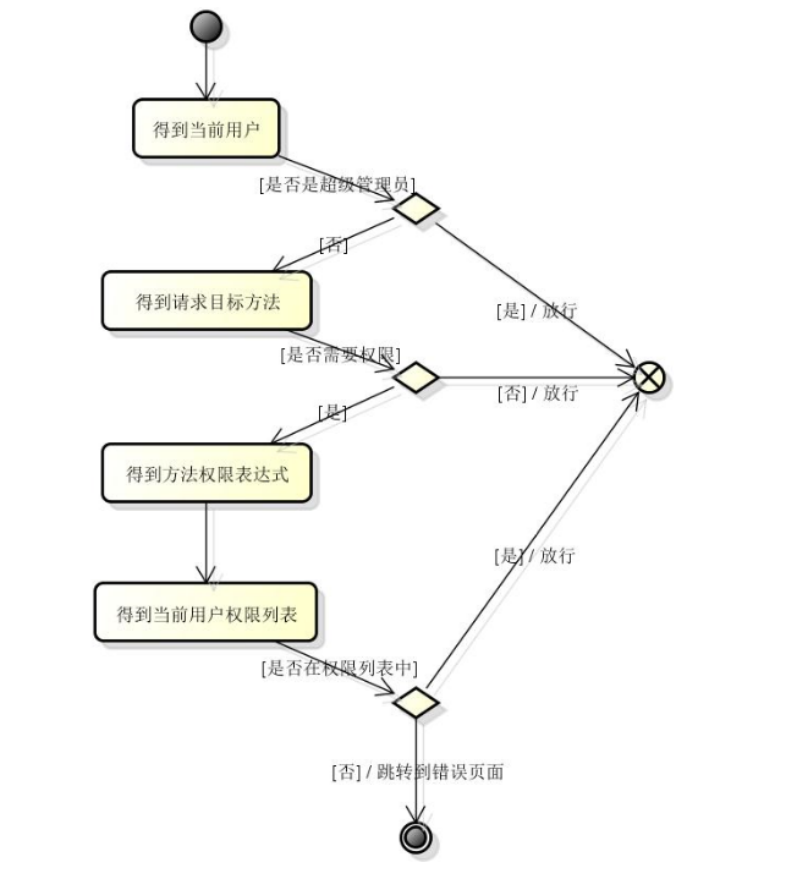 得到当前用户
[是否是超级管理员]
[否]
得到请求目标方法
[是] / 放行
[是否需要权限]
[否] / 放行
[是]
得到方法权限表达式
[是] / 放行
得到当前用户权限列表
[是否在权限列表中]
[否] / 跳转到错误页面